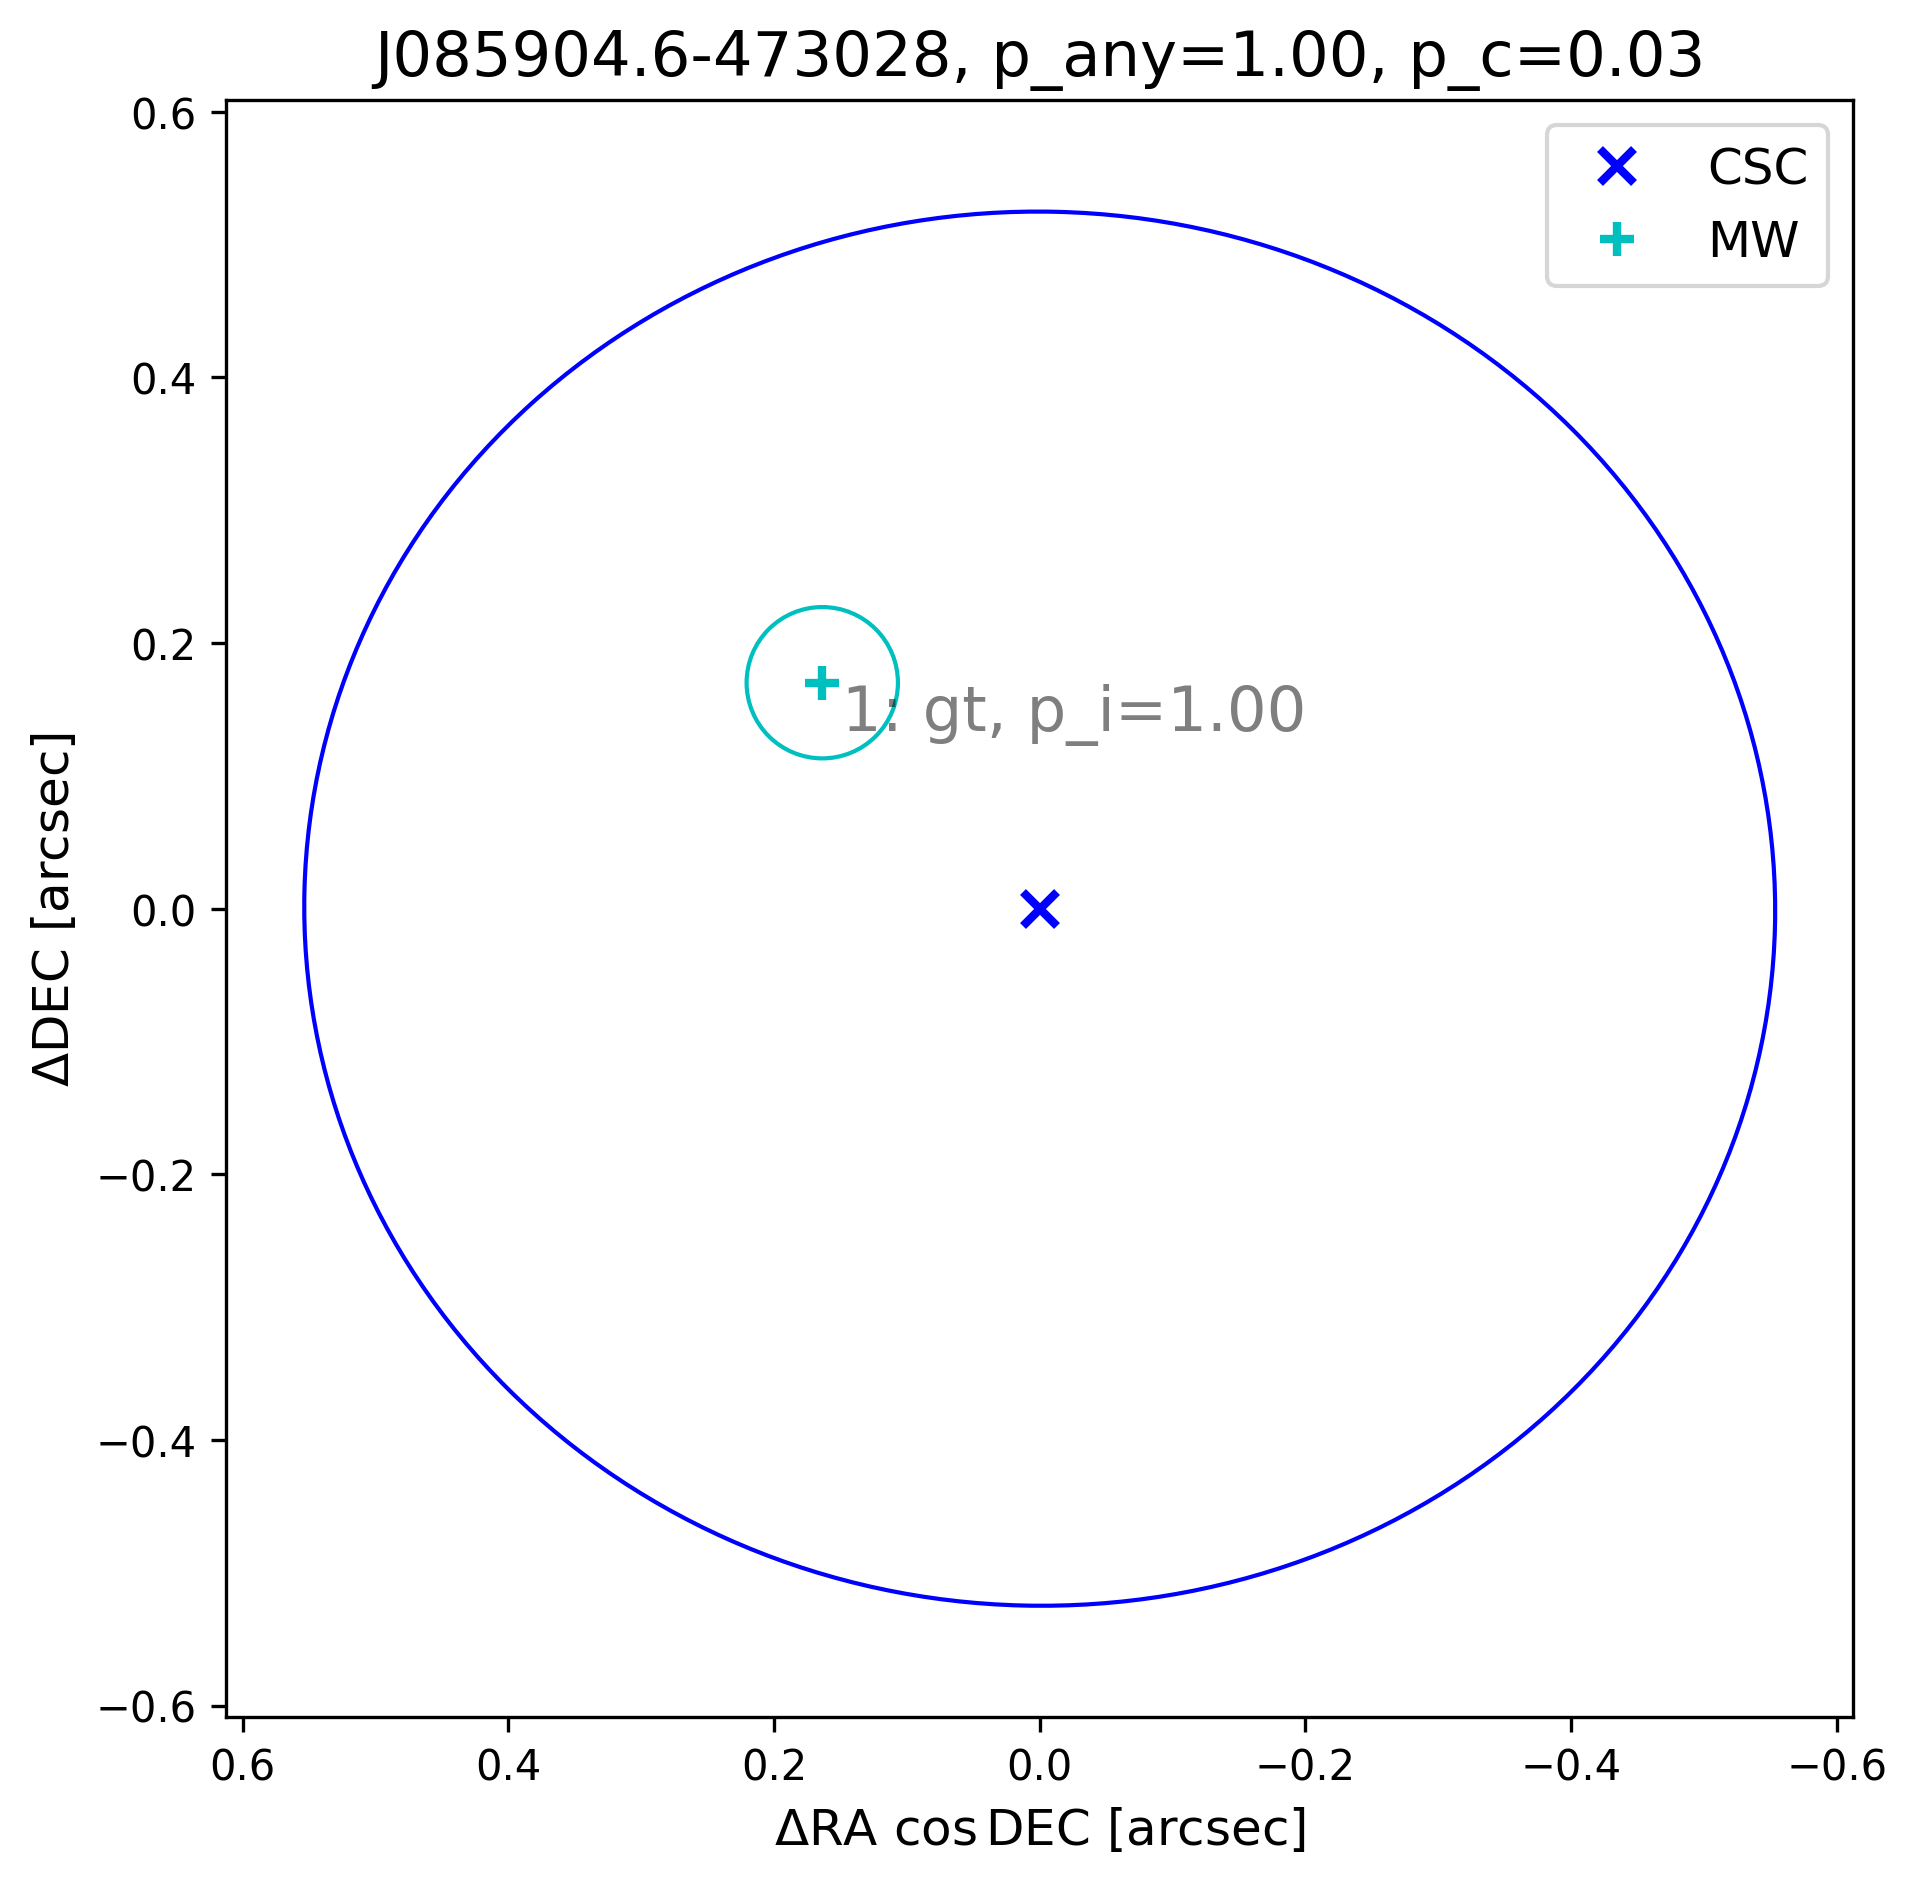 J085904.6-473028, p_any=1.00, p_c=0.03
CSC
MW
1: gt, p_i=1.00
ΔDEC [arcsec]
0.6
0.4
0.2
0.0
−0.2
−0.4
−0.6
0.6 0.4 0.2 0.0 −0.2 −0.4 −0.6
ΔRA cos DEC [arcsec]